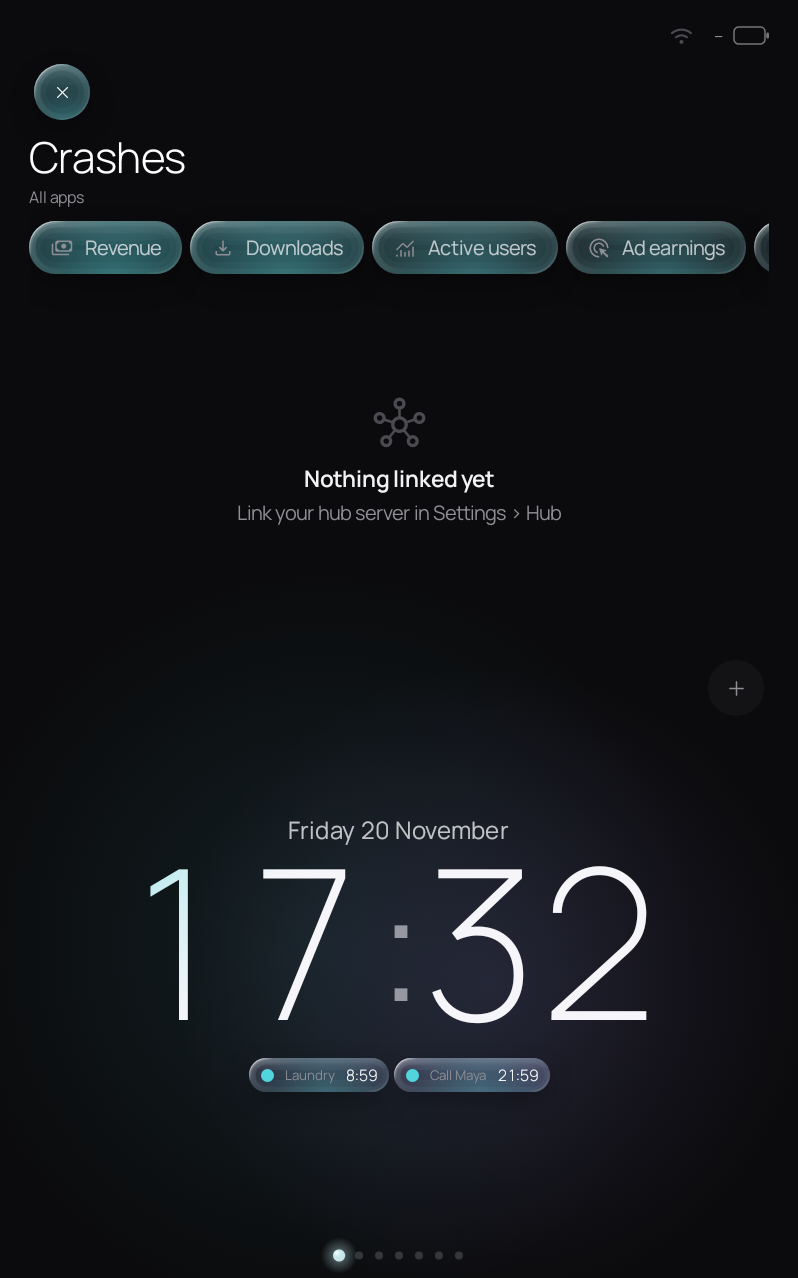 –
Crashes
All apps
Revenue Downloads Active users Ad earnings
Nothing linked yet
Link your hub server in Settings > Hub
Friday 20 November
17:32
Laundry 8:59 Call Maya 21:59